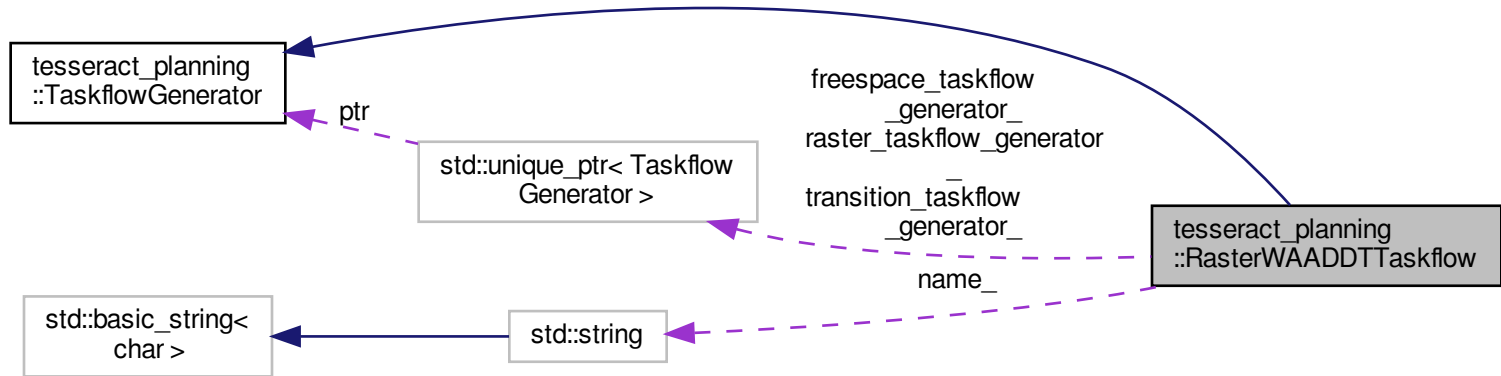 tesseract_planning
::TaskflowGenerator
ptr
std::unique_ptr< Taskflow
Generator >
freespace_taskflow
_generator_
raster_taskflow_generator
_
transition_taskflow
_generator_
name_
tesseract_planning
::RasterWAADDTTaskflow
std::basic_string<
char >
std::string